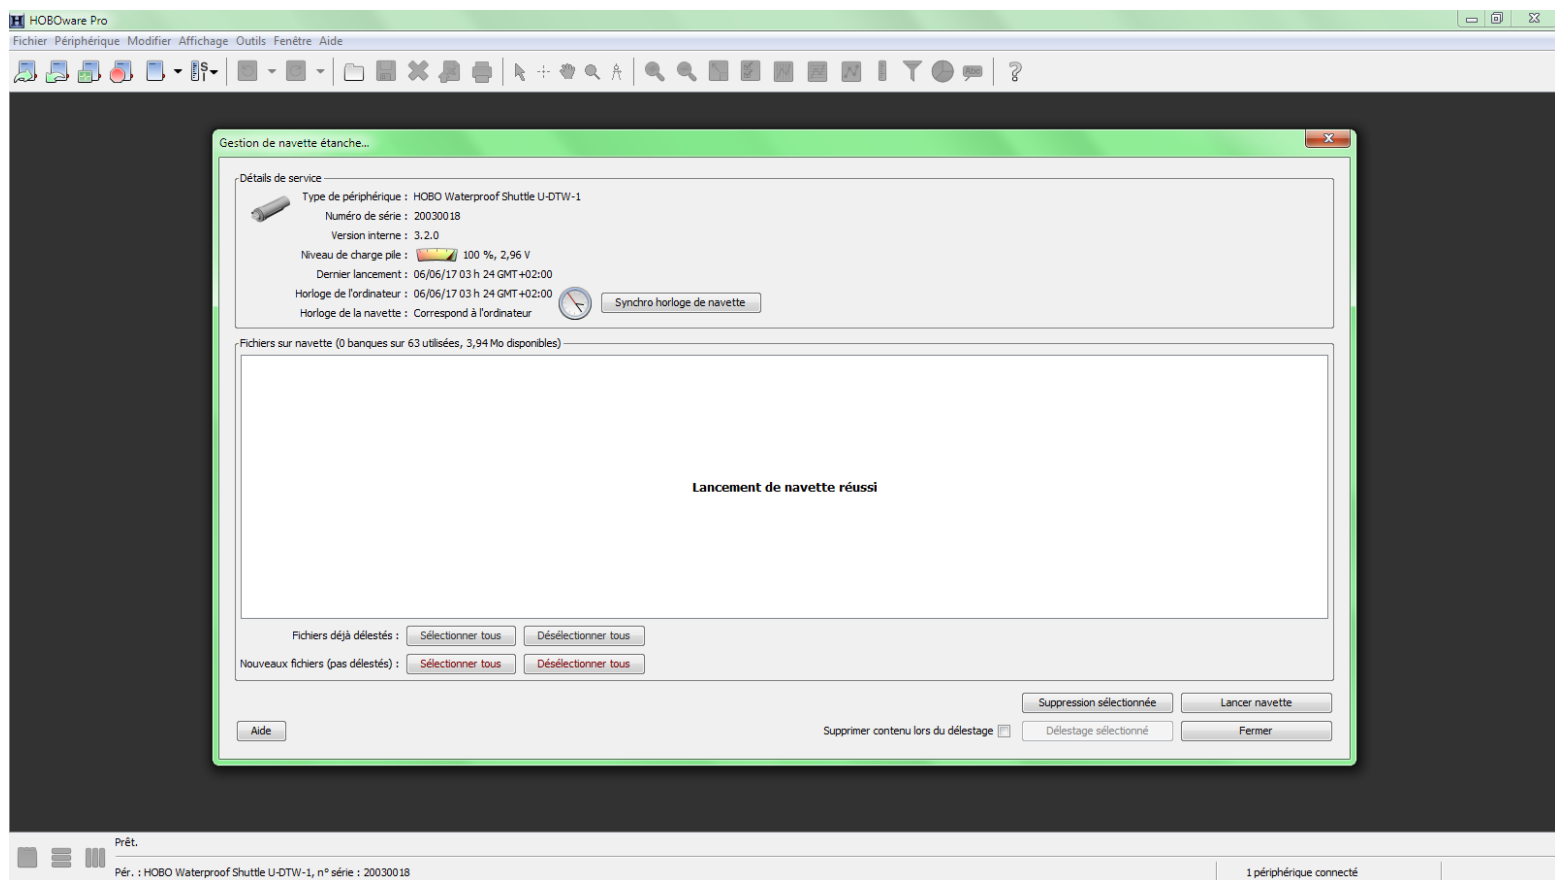 HOBOware Pro
Fichier Périphérique Modifier Affichage Outils Fenêtre Aide
Gestion de navette étanche...
Détails de service
Type de périphérique : HOBO Waterproof Shuttle U-DTW-1
Numéro de série : 20030018
Version interne : 3.2.0
Niveau de charge pile : 100 %, 2,96 V
Dernier lancement : 06/06/17 03 h 24 GMT+02:00
Horloge de l'ordinateur : 06/06/17 03 h 24 GMT+02:00
Synchro horloge de navette
Horloge de la navette : Correspond à l'ordinateur
Fichiers sur navette (0 banques sur 63 utilisées, 3,94 Mo disponibles)
Lancement de navette réussi
Fichiers déjà délestés : Sélectionner tous Désélectionner tous
Nouveaux fichiers (pas délestés) : Sélectionner tous Désélectionner tous
Suppression sélectionnée Lancer navette
Aide Supprimer contenu lors du délestage Délestage sélectionné Fermer
Prêt.
Pér. : HOBO Waterproof Shuttle U-DTW-1, n° série : 20030018 1 périphérique connecté